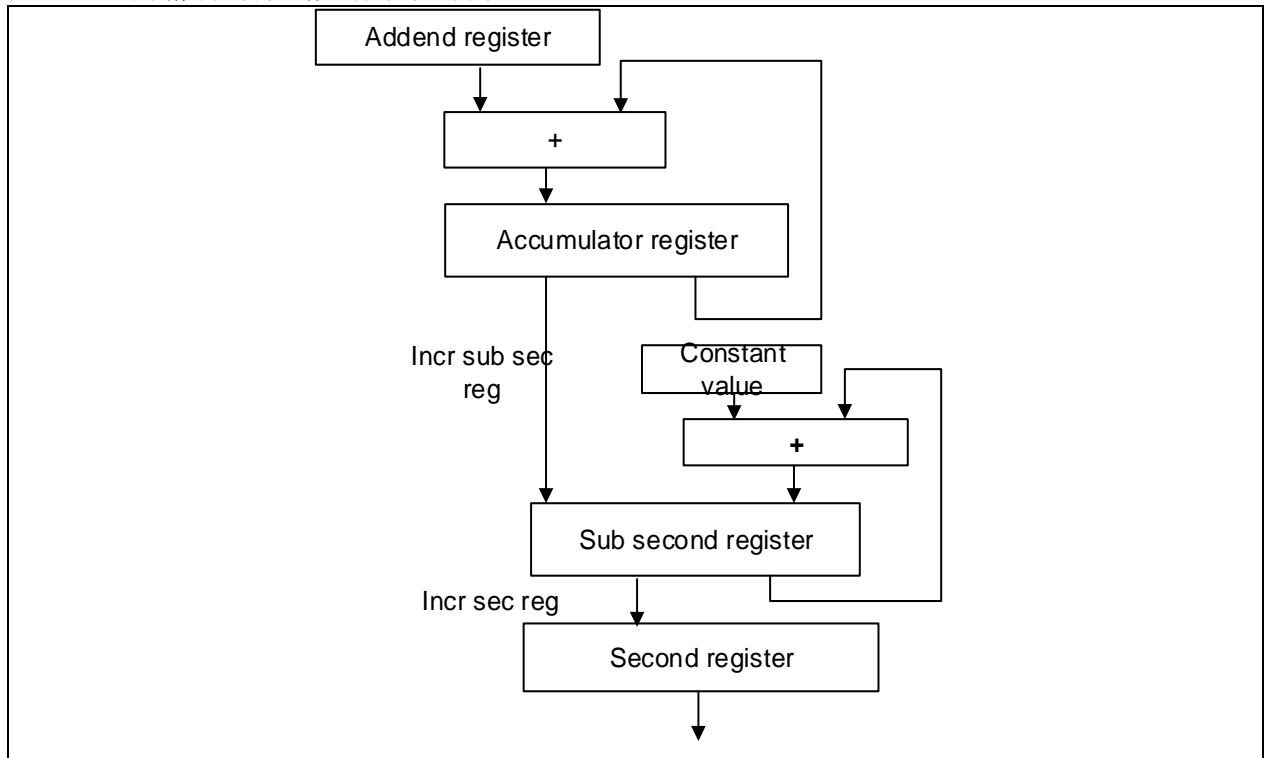 Addend register
+
Accumulator register
Incr sub sec
reg
Constant
value
+
Sub second register
Incr sec reg
Second register